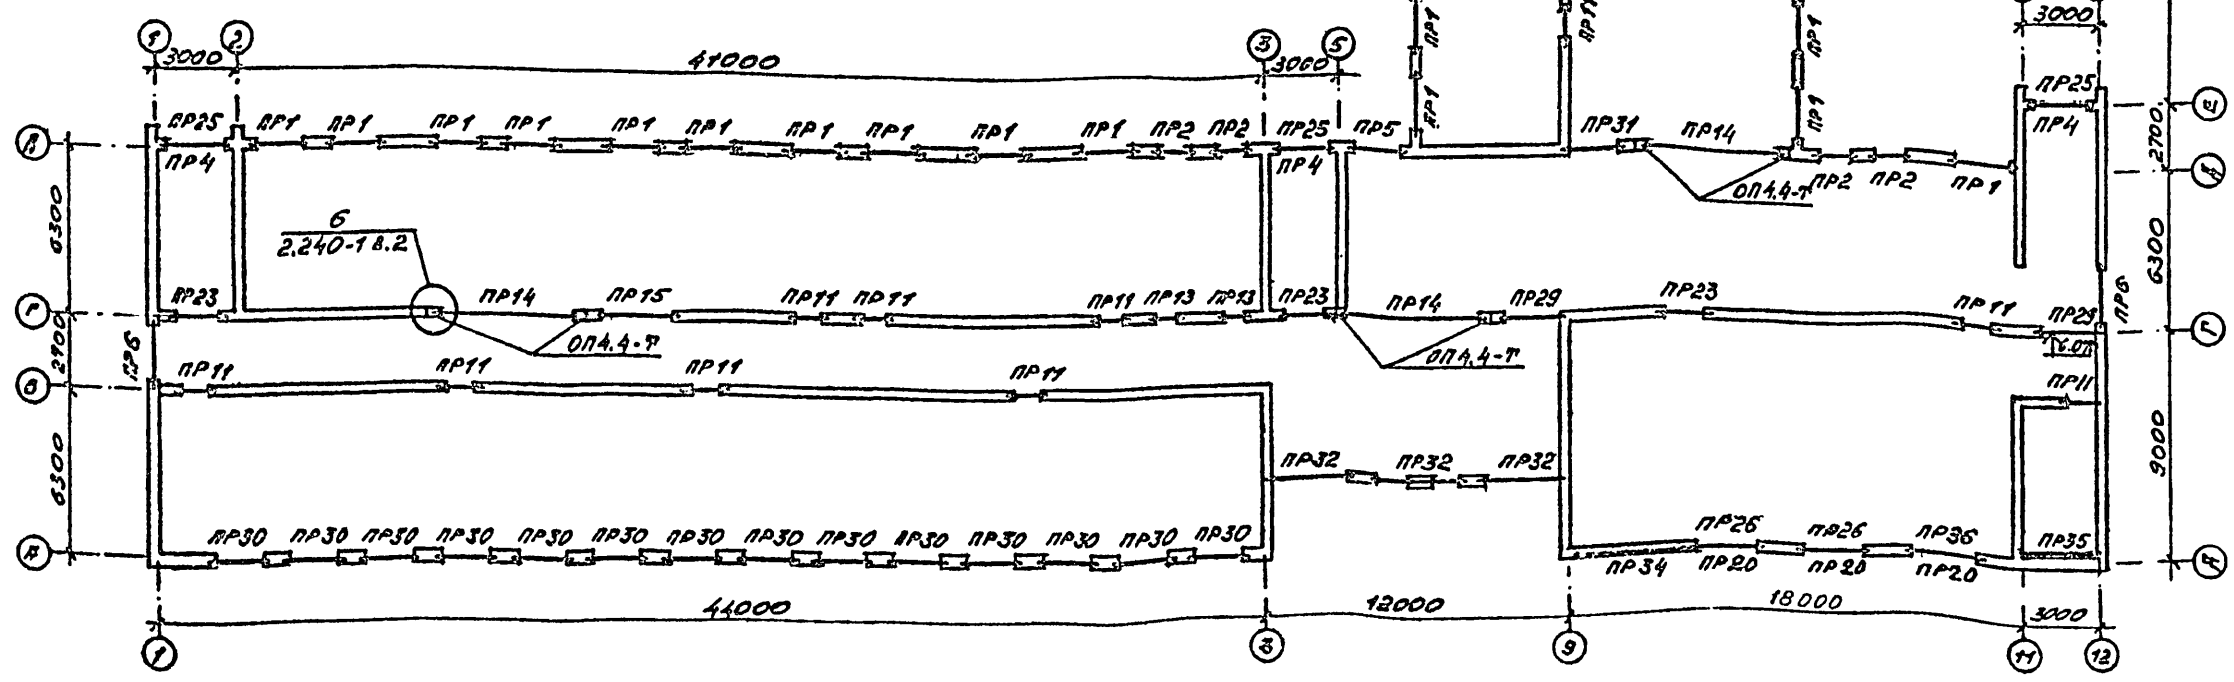 ПР1
ПР1
3000
1
2
3
5
3000
41000
3000
ПР25
ПР1
ПР1
ПР1
ПР1
ПР1
ПР1
ПР1
ПР1
ПР1
ПР1
ПР2
ПР2
ПР25
ПР5
ПР1
ПР31
ПР14
ПР1
ПР25
ПР4
ПР4
ПР4
2700
ОП4.4-Т
ПР2
ПР2
ПР1
6300
6
2.240-1 В.2
6300
ПР23
ПР14
ПР15
ПР11
ПР11
ПР11
ПР13
ПР13
ПР23
ПР14
ПР29
ПР23
ПР11
ПР6
Г
Г
ОП4.4-Т
ОП4.4-Т
2700
ПР6
В
ПР11
ПР11
ПР11
ПР11
ПР11
6300
ПР32
ПР32
ПР32
9000
ПР30
ПР30
ПР30
ПР30
ПР30
ПР30
ПР30
ПР30
ПР30
ПР30
ПР30
ПР30
ПР30
ПР30
ПР26
ПР26
ПР36
ПР35
А
ПР34
ПР20
ПР20
ПР20
А
44000
12000
18000
3000
1
3
9
11
12